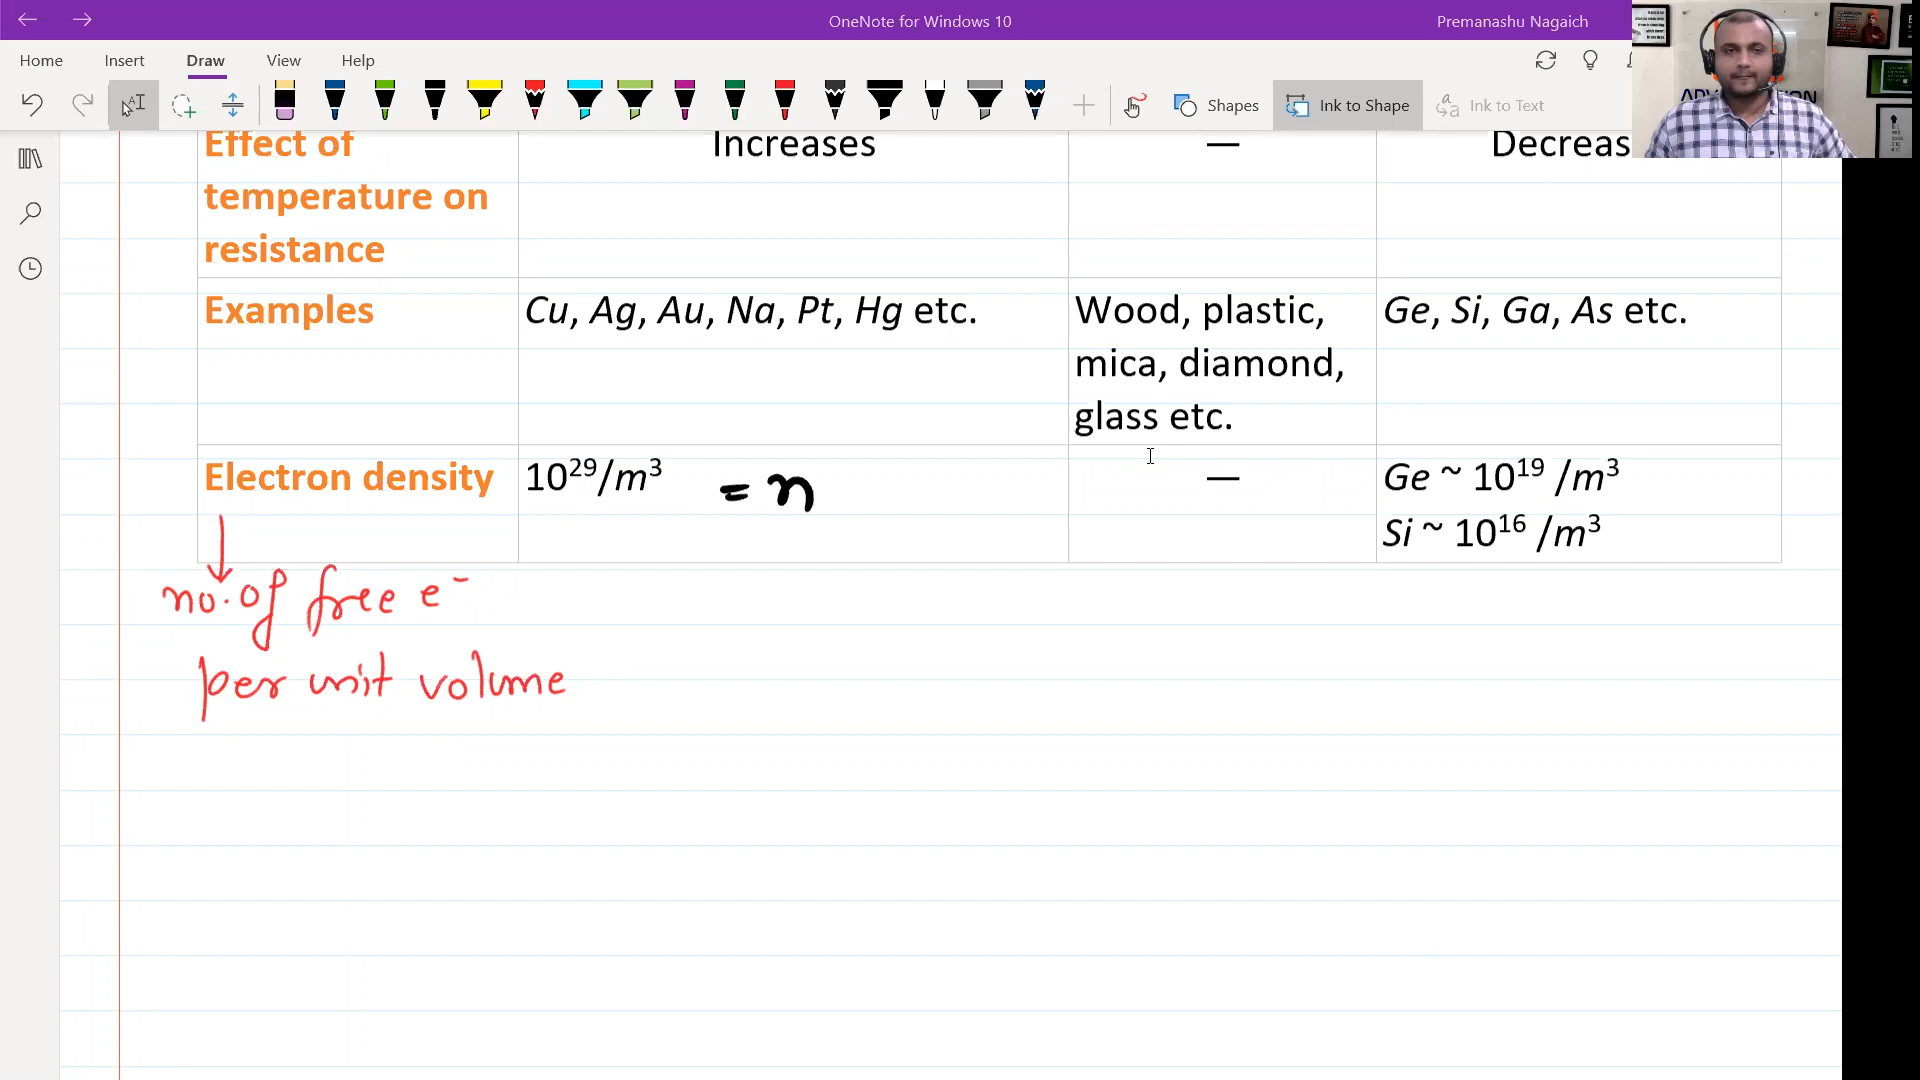 OneNote for Windows 10
Premanashu Nagaich
Home Insert Draw View Help
Shapes Ink to Shape Ink to Text
Effect of temperature on resistance
Increases
—
Decreas
Examples
Cu, Ag, Au, Na, Pt, Hg etc.
Wood, plastic,
mica, diamond,
glass etc.
Ge, Si, Ga, As etc.
Electron density
10²⁹/m³ = n
—
Ge ~ 10¹⁹ /m³
Si ~ 10¹⁶ /m³
no. of free e⁻
per unit volume